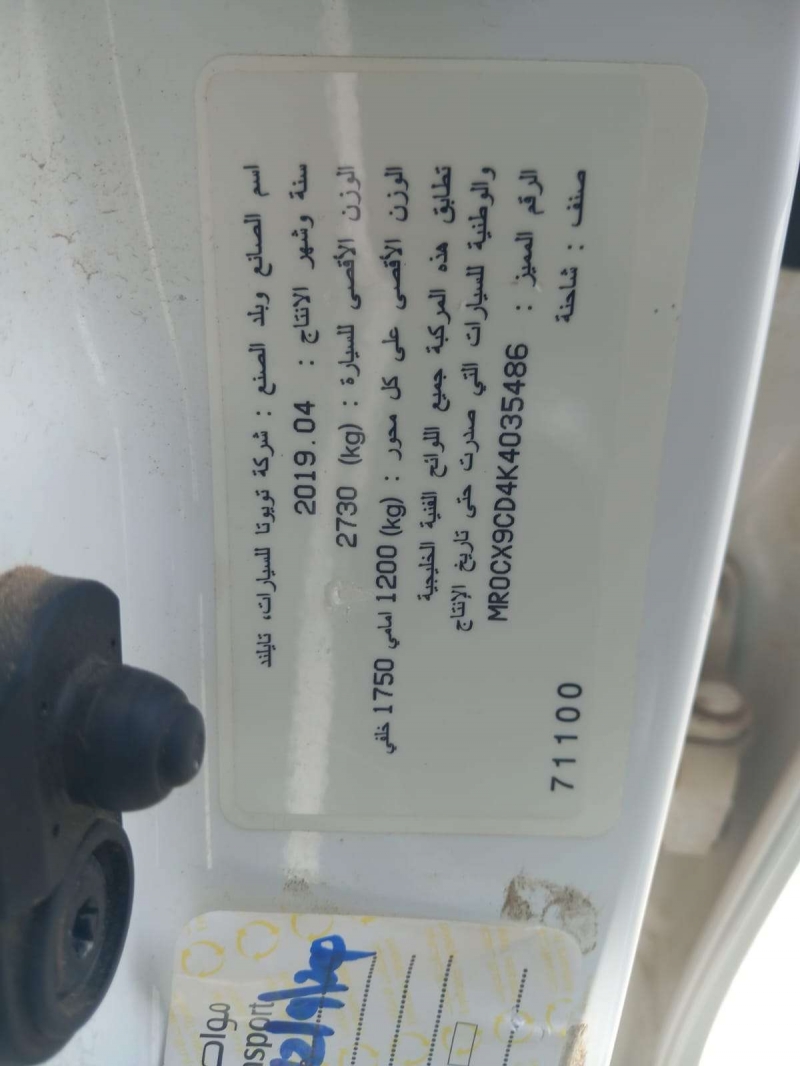 اسم الصانع وبلد الصنع : شركة تويوتا للسيارات، تايلند
سنة وشهر الانتاج : 2019.04
الوزن الأقصى للسيارة : (kg) 2730
الوزن الأقصى على كل محور : (kg) 1200 امامي 1750 خلفي
تطابق هذه المركبة جميع اللوائح الفنية الخليجية
والوطنية للسيارات التي صدرت حتى تاريخ الإنتاج
الرقم المميز : MR0CX9CD4K4035486
صنف : شاحنة
71100